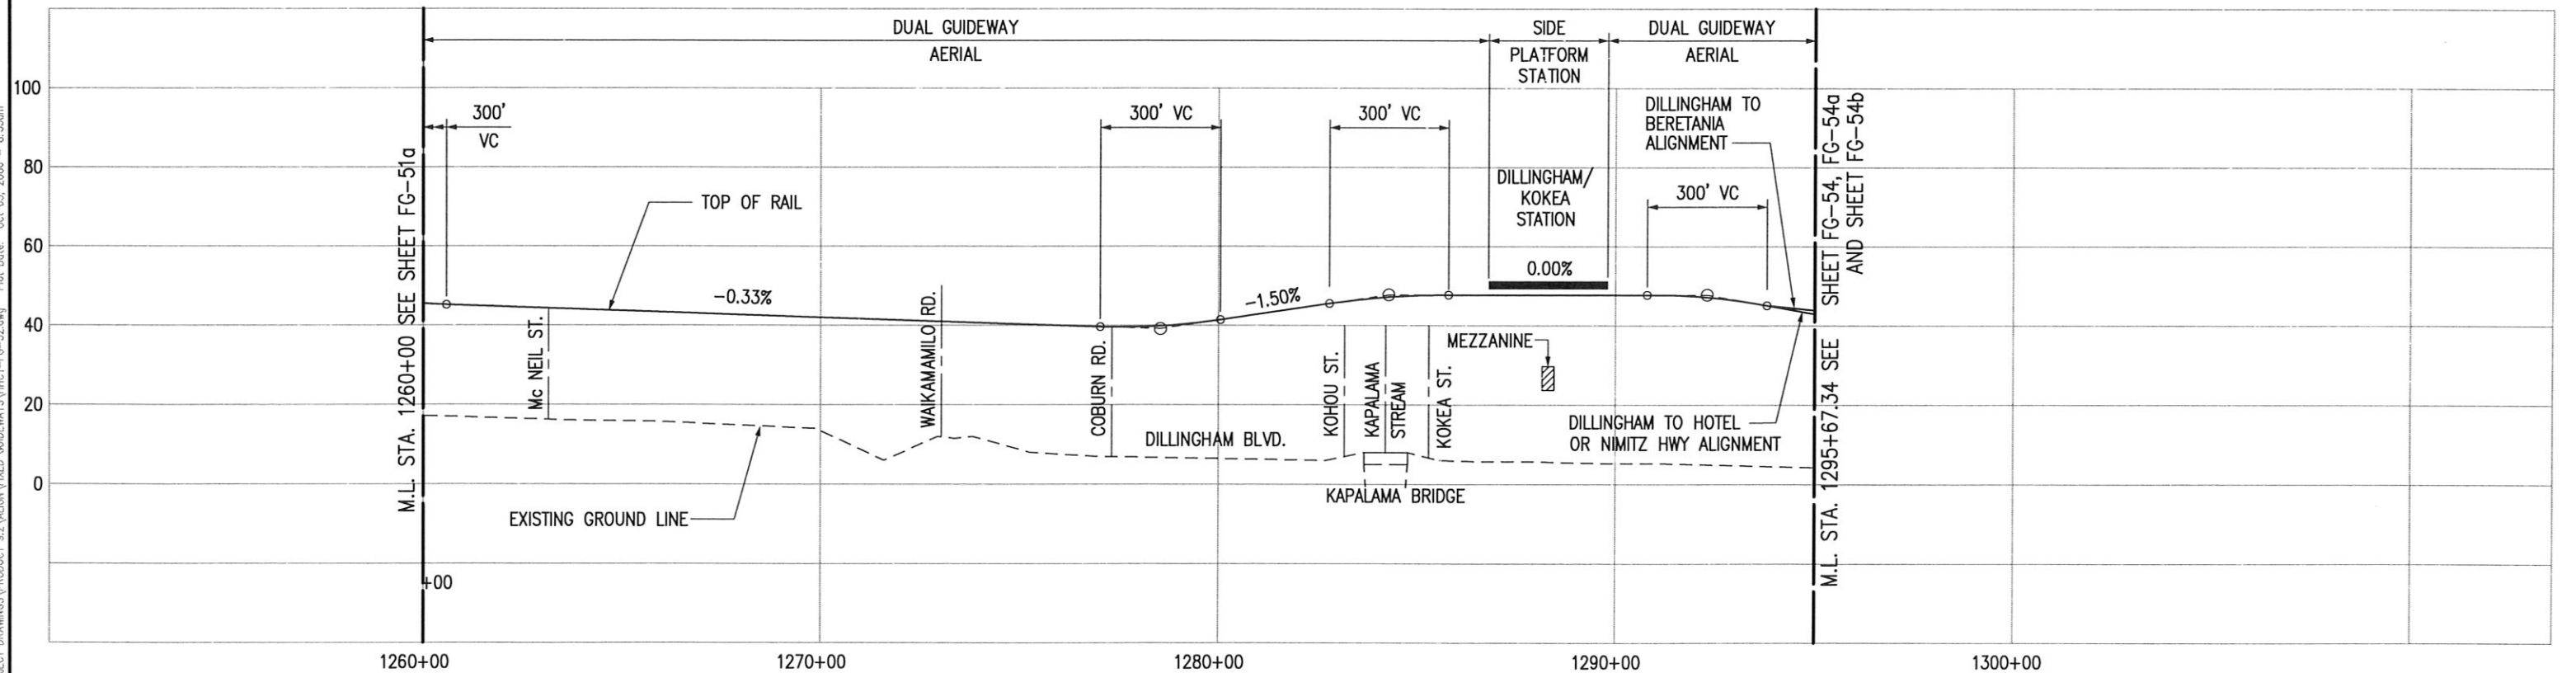 DUAL GUIDEWAY
AERIAL
SIDE
PLATFORM
STATION
DUAL GUIDEWAY
AERIAL
100
80
60
40
20
0
300'
VC
300' VC
300' VC
300' VC
DILLINGHAM TO
BERETANIA
ALIGNMENT
M.L. STA. 1260+00 SEE SHEET FG-51a
TOP OF RAIL
DILLINGHAM/
KOKEA
STATION
0.00%
-0.33%
-1.50%
Mc NEIL ST.
WAIKAMAMILO RD.
COBURN RD.
KOHOU ST.
KAPALAMA
STREAM
KOKEA ST.
MEZZANINE
DILLINGHAM BLVD.
DILLINGHAM TO HOTEL
OR NIMITZ HWY ALIGNMENT
KAPALAMA BRIDGE
EXISTING GROUND LINE
M.L. STA. 1295+67.34 SEE SHEET FG-54, FG-54a
AND SHEET FG-54b
+00
1260+00
1270+00
1280+00
1290+00
1300+00